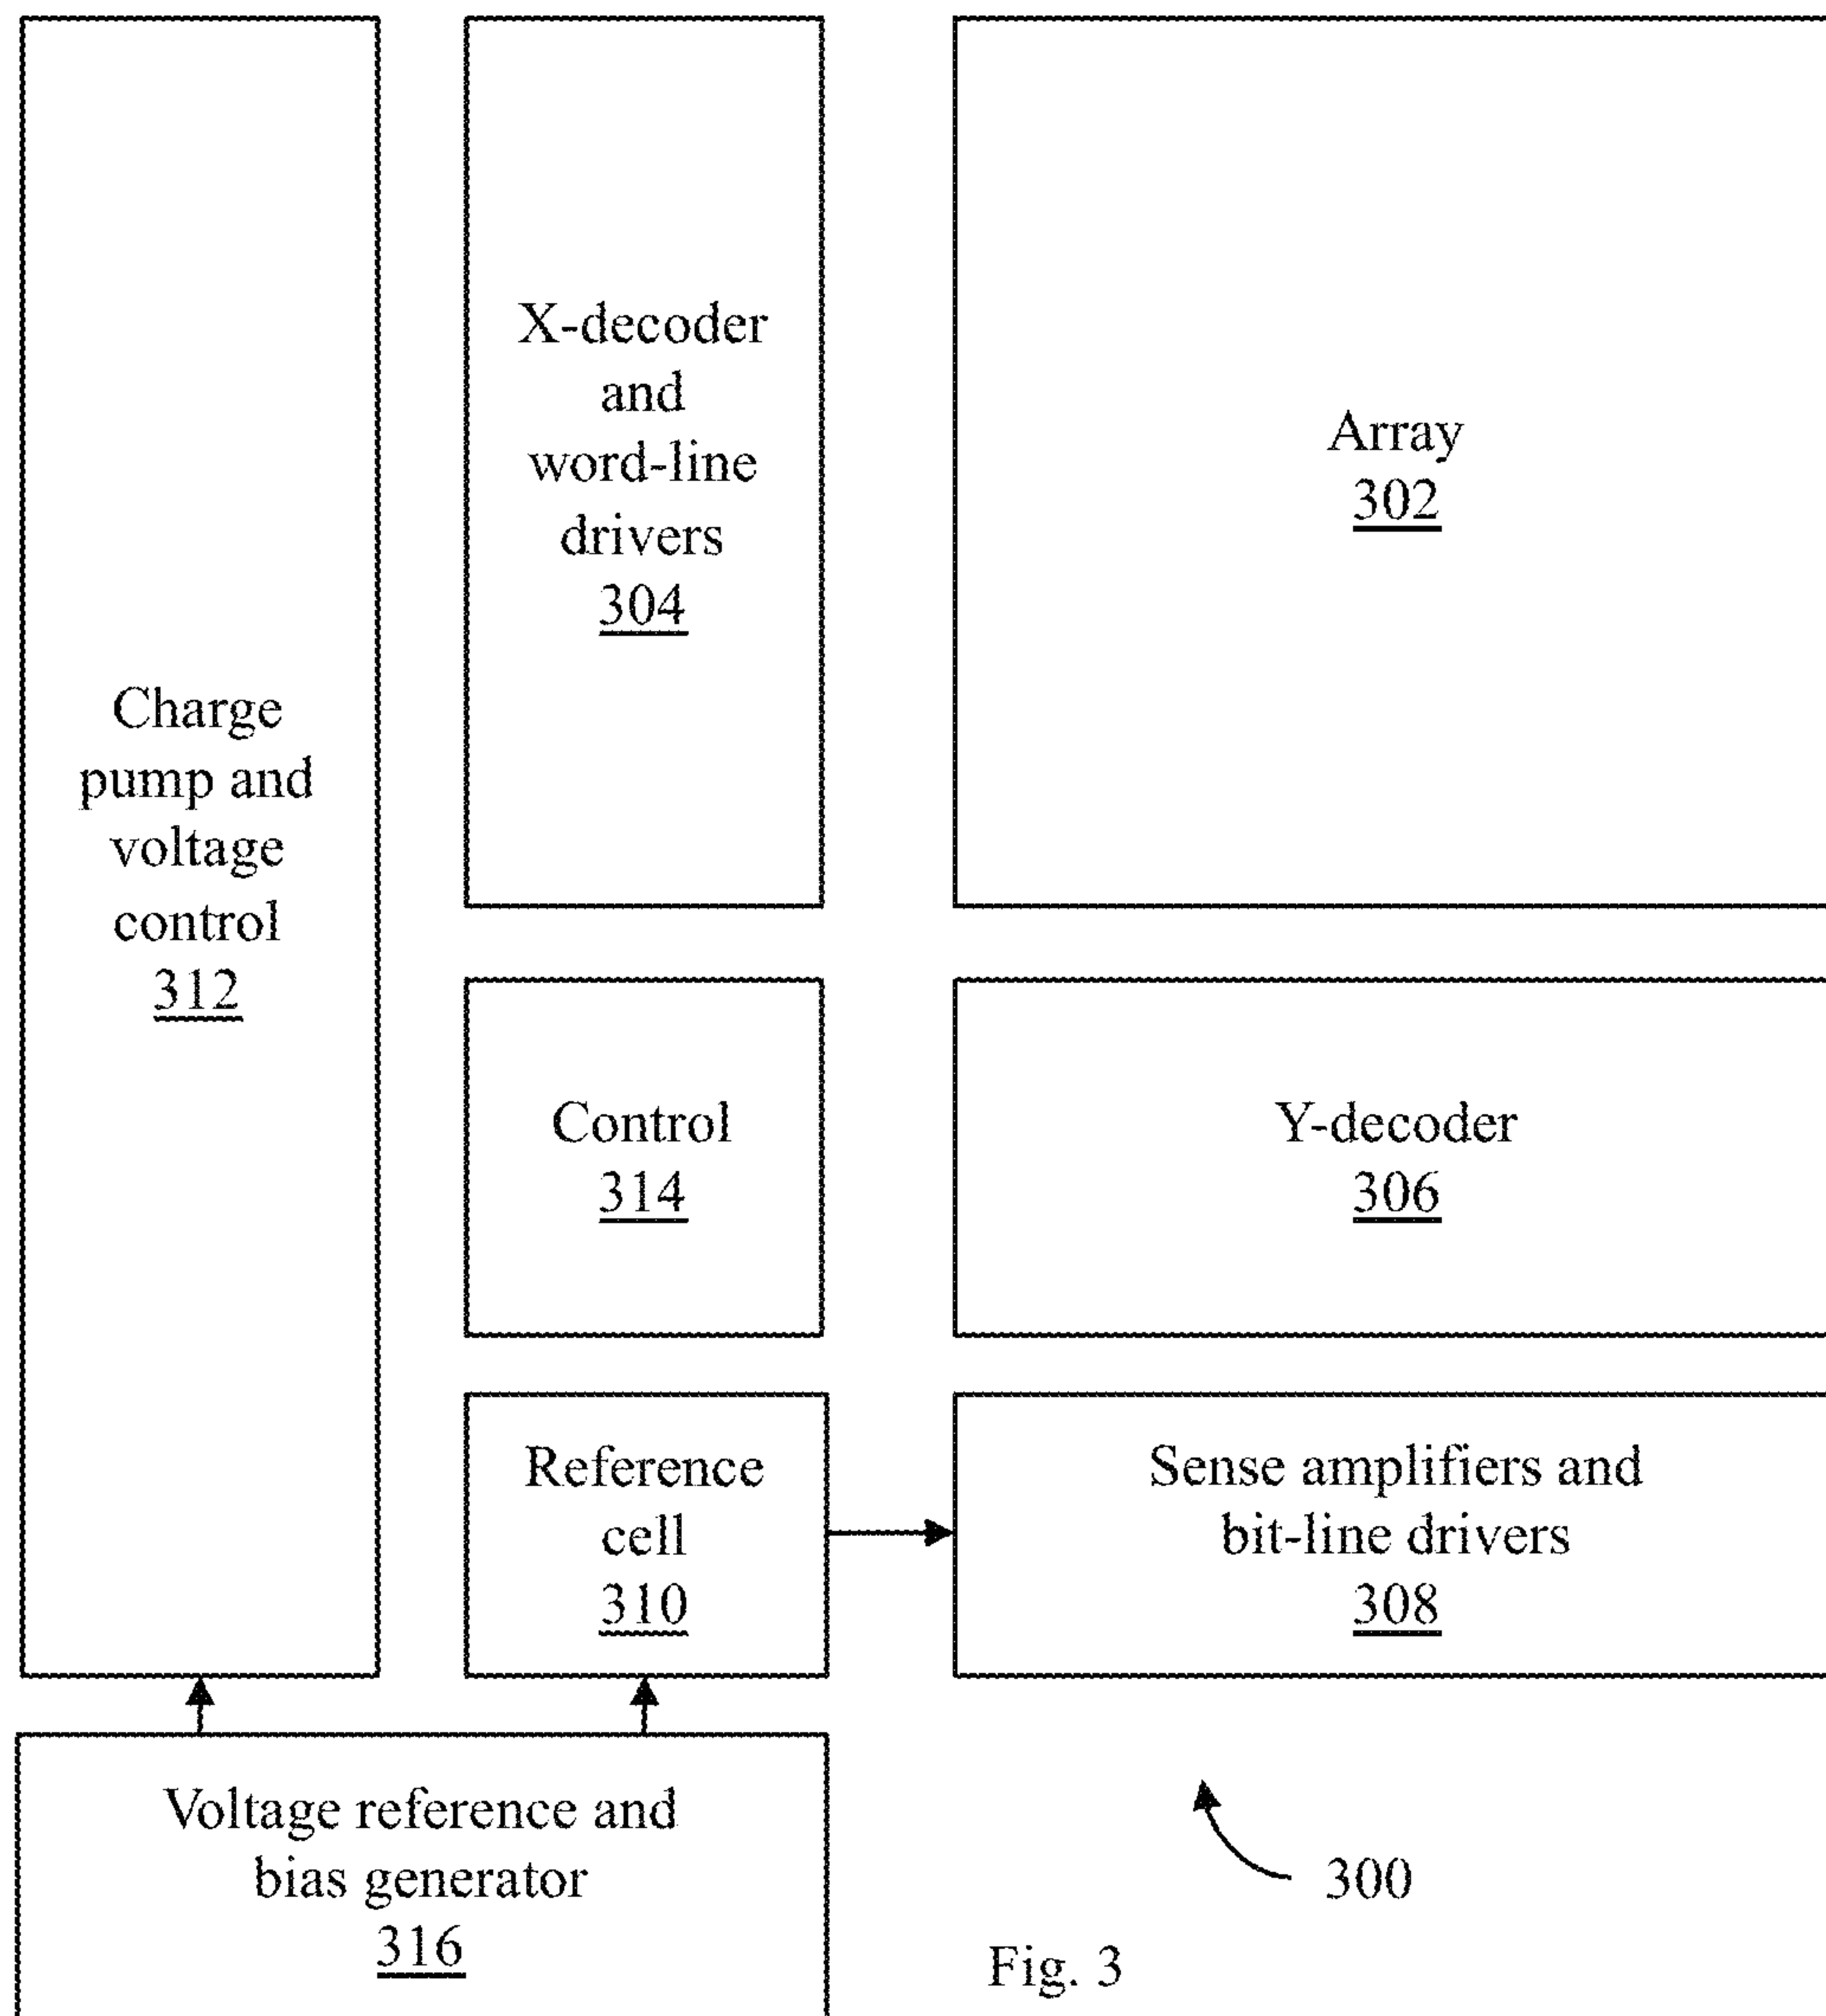 Charge
pump and
voltage
control
312
X-decoder
and
word-line
drivers
304
Array
302
Control
314
Y-decoder
306
Reference
cell
310
Sense amplifiers and
bit-line drivers
308
Voltage reference and
bias generator
316
300
Fig. 3